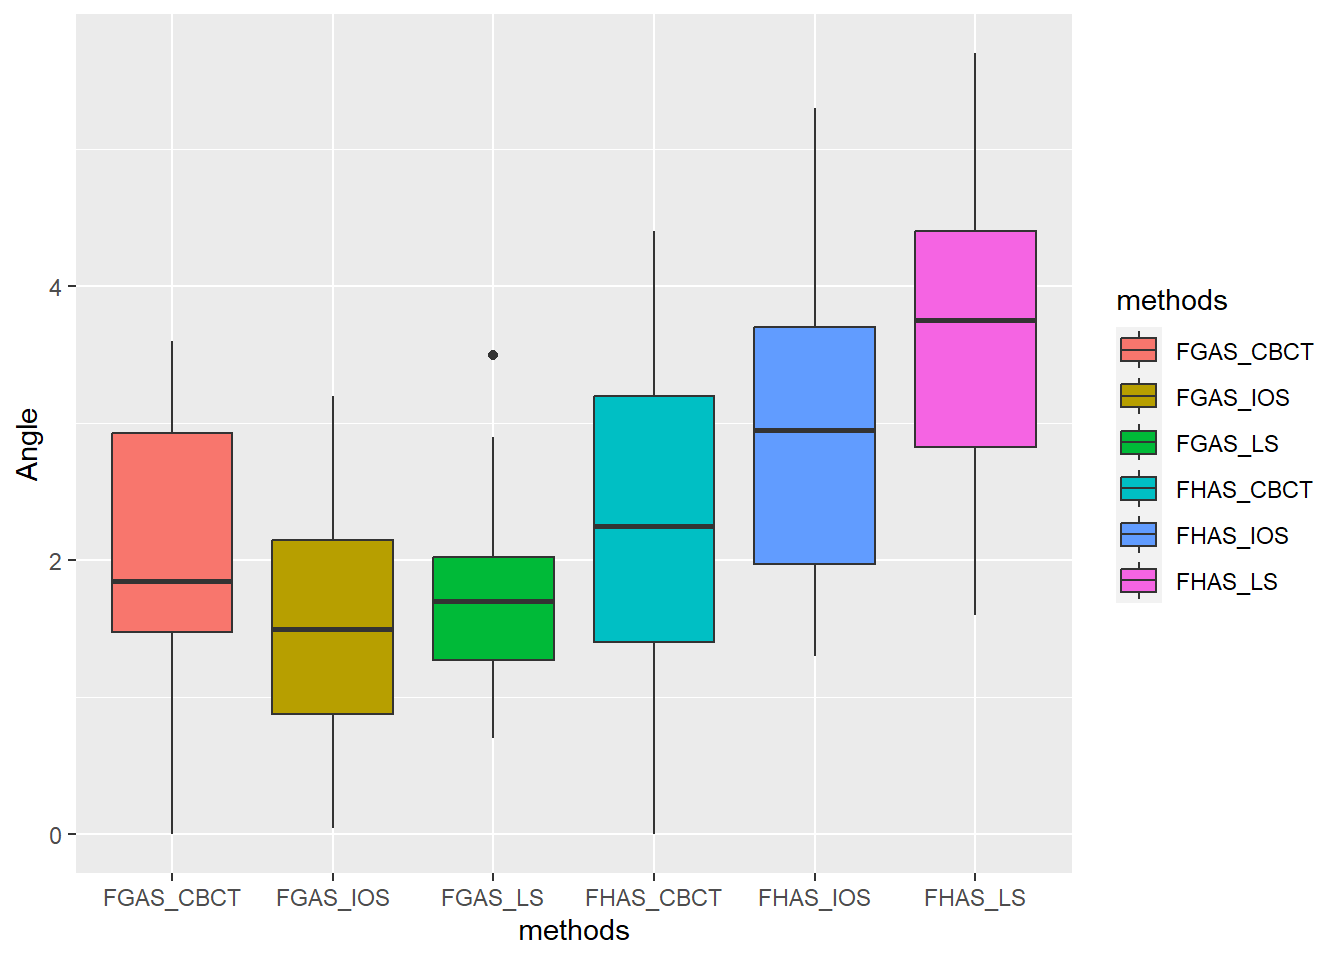 Angle
4
2
0
FGAS_CBCT FGAS_IOS FGAS_LS FHAS_CBCT FHAS_IOS FHAS_LS
methods
methods
FGAS_CBCT
FGAS_IOS
FGAS_LS
FHAS_CBCT
FHAS_IOS
FHAS_LS